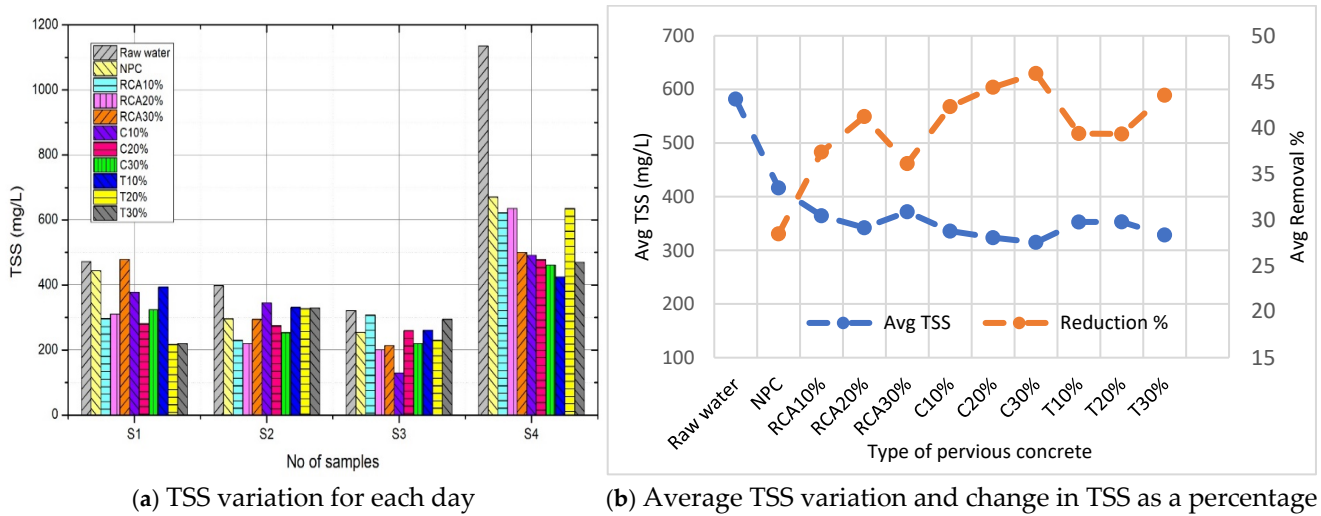 1200
1000
800
600
400
200
0
TSS (mg/L)
Raw water
NPC
RCA10%
RCA20%
RCA30%
C10%
C20%
C30%
T10%
T20%
T30%
S1
S2
S3
S4
No of samples
(a) TSS variation for each day
700
600
500
400
300
200
100
Avg TSS (mg/L)
50
45
40
35
30
25
20
15
Avg Removal %
Avg TSS
Reduction %
Raw water
NPC
RCA10%
RCA20%
RCA30%
C10%
C20%
C30%
T10%
T20%
T30%
Type of pervious concrete
(b) Average TSS variation and change in TSS as a percentage